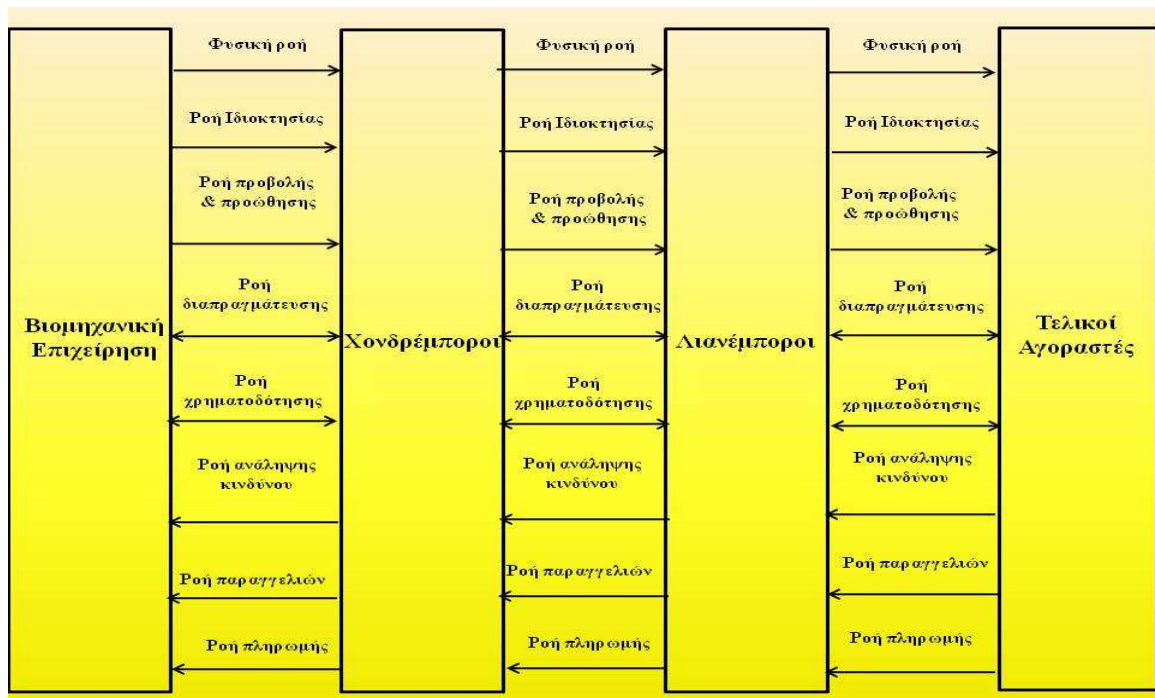 Βιομηχανική
Επιχείρηση
Φυσική ροή
Ροή Ιδιοκτησίας
Ροή προβολής
& προώθησης
Ροή
διαπραγμάτευσης
Ροή
χρηματοδότησης
Ροή ανάληψης
κινδύνου
Ροή παραγγελιών
Ροή πληρωμής
Χονδρέμποροι
Φυσική ροή
Ροή Ιδιοκτησίας
Ροή προβολής
& προώθησης
Ροή
διαπραγμάτευσης
Ροή
χρηματοδότησης
Ροή ανάληψης
κινδύνου
Ροή παραγγελιών
Ροή πληρωμής
Λιανέμποροι
Φυσική ροή
Ροή Ιδιοκτησίας
Ροή προβολής
& προώθησης
Ροή
διαπραγμάτευσης
Ροή
χρηματοδότησης
Ροή ανάληψης
κινδύνου
Ροή παραγγελιών
Ροή πληρωμής
Τελικοί
Αγοραστές